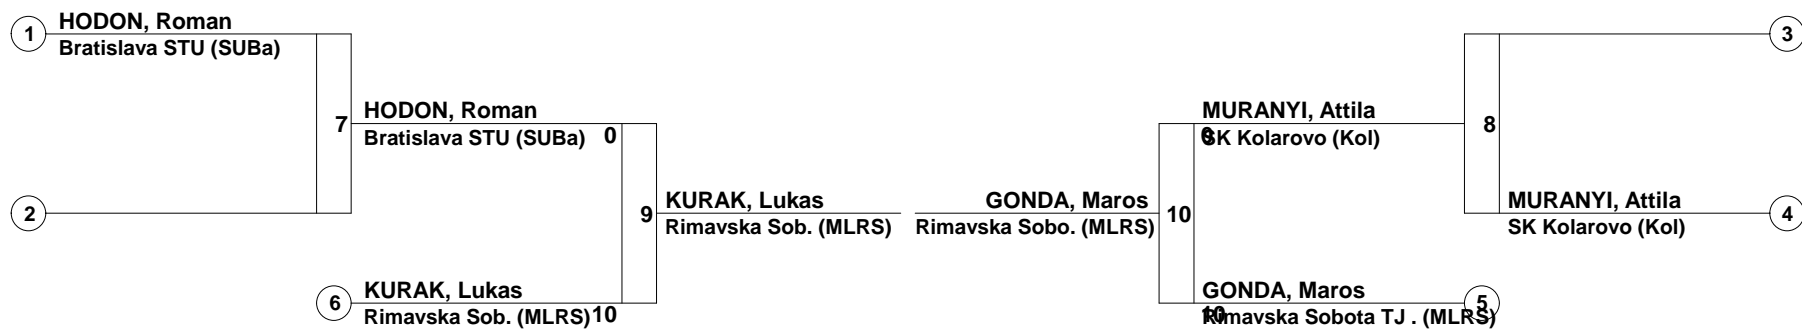 1
HODON, Roman
Bratislava STU (SUBa)
7
HODON, Roman
Bratislava STU (SUBa)
0
2
9
KURAK, Lukas
Rimavska Sob. (MLRS)
6
KURAK, Lukas
Rimavska Sob. (MLRS)
10
3
MURANYI, Attila
0
SK Kolarovo (Kol)
8
GONDA, Maros
Rimavska Sobo. (MLRS)
10
MURANYI, Attila
SK Kolarovo (Kol)
4
GONDA, Maros
10
Rimavska Sobota TJ . (MLRS)
5